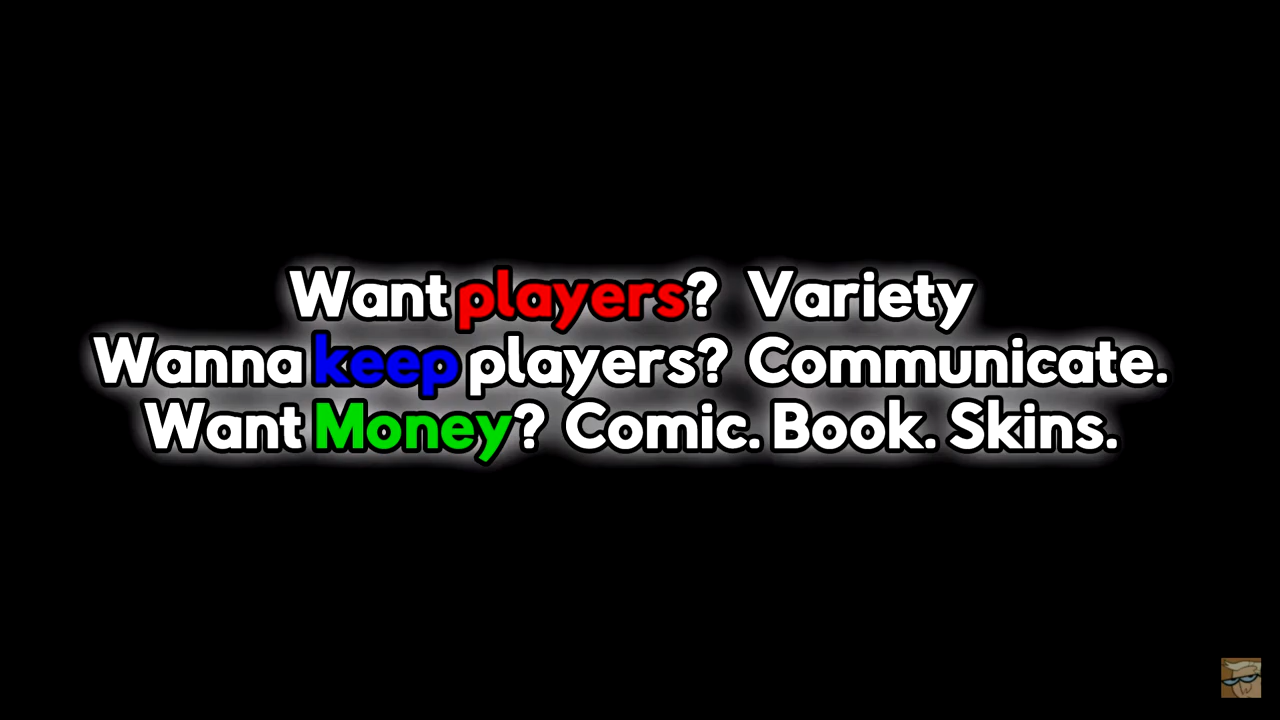 Want players? Variety
Wanna keep players? Communicate.
Want Money? Comic. Book. Skins.